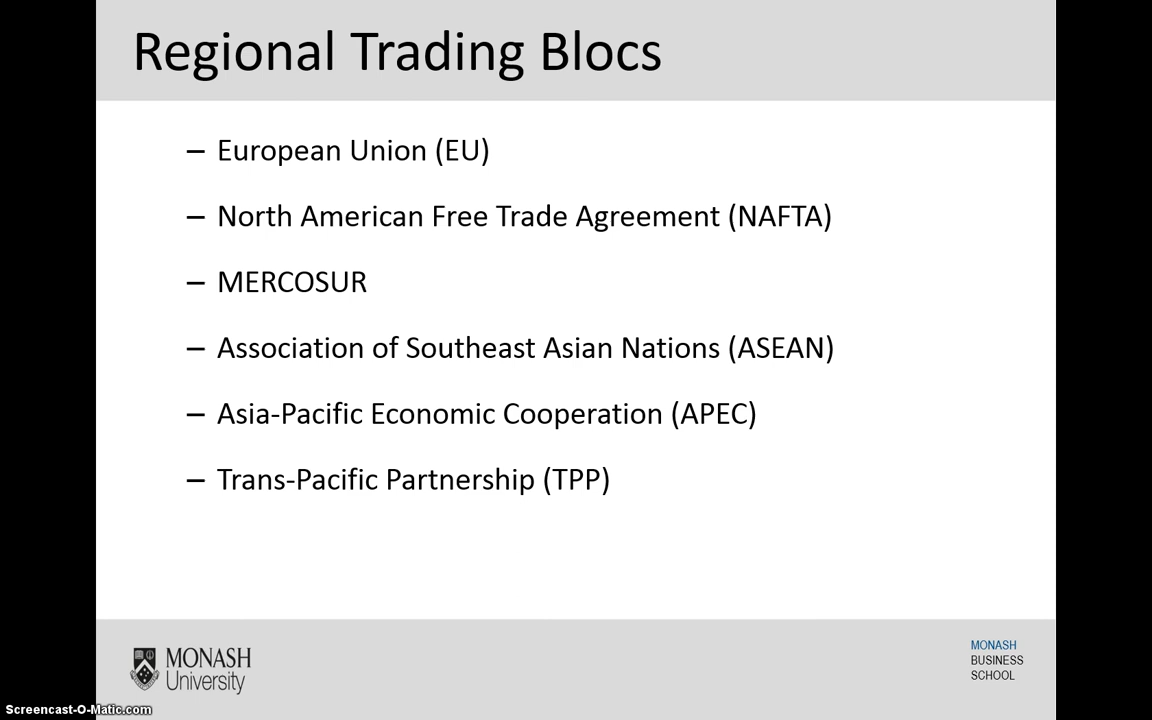 Regional Trading Blocs
– European Union (EU)
– North American Free Trade Agreement (NAFTA)
– MERCOSUR
– Association of Southeast Asian Nations (ASEAN)
– Asia-Pacific Economic Cooperation (APEC)
– Trans-Pacific Partnership (TPP)
MONASH
University
MONASH
BUSINESS
SCHOOL
Screencast-O-Matic.com